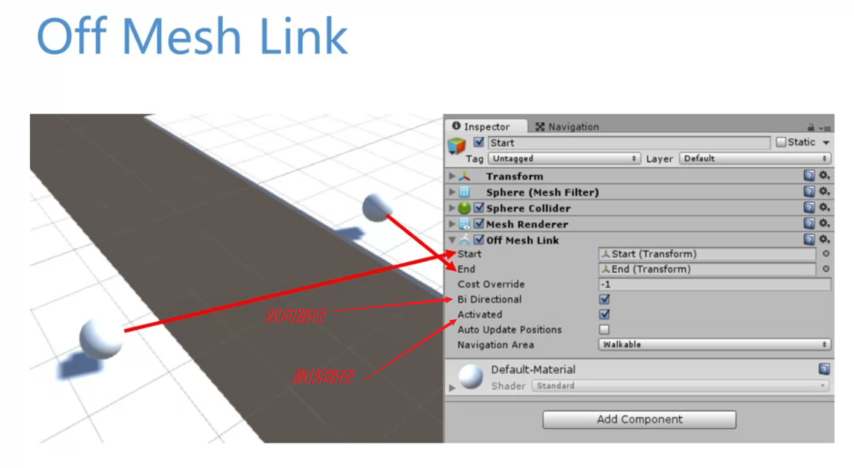 Off Mesh Link
Inspector
Navigation
Start
Static
Tag Untagged Layer Default
Transform
Sphere (Mesh Filter)
Sphere Collider
Mesh Renderer
Off Mesh Link
Start Start (Transform)
End End (Transform)
Cost Override -1
Bi Directional
双向路径
Activated
Auto Update Positions
Navigation Area Walkable
激活路径
Default-Material
Shader Standard
Add Component